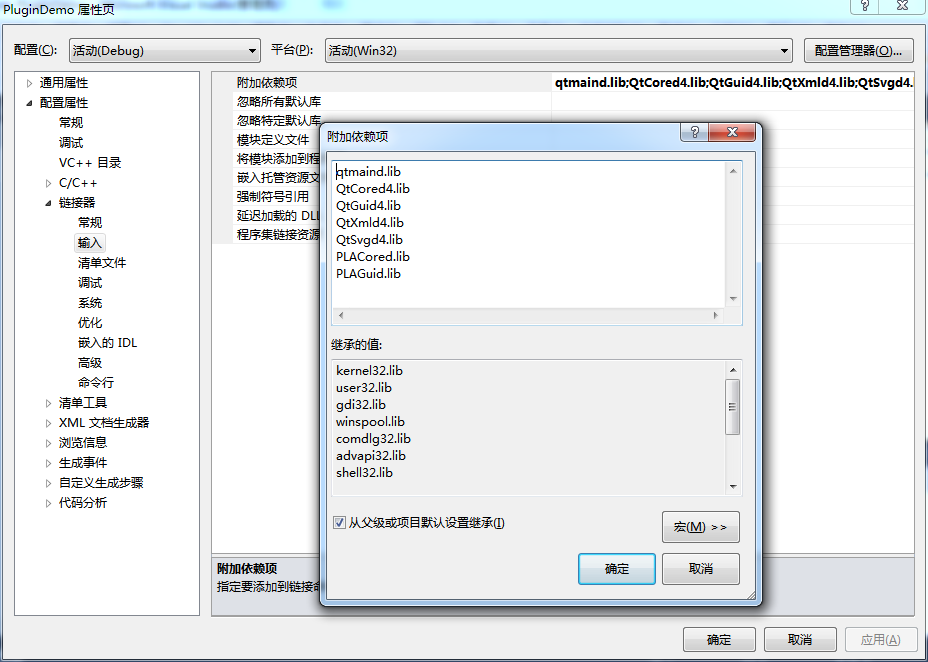 PluginDemo 属性页
配置(C): 活动(Debug) 平台(P): 活动(Win32) 配置管理器(O)...
通用属性
配置属性
常规
调试
VC++ 目录
C/C++
链接器
常规
输入
清单文件
调试
系统
优化
嵌入的 IDL
高级
命令行
清单工具
XML 文档生成器
浏览信息
生成事件
自定义生成步骤
代码分析
附加依赖项 qtmaind.lib;QtCored4.lib;QtGuid4.lib;QtXmld4.lib;QtSvgd4.
忽略所有默认库
忽略特定默认库
模块定义文件
将模块添加到程
嵌入托管资源文
强制符号引用
延迟加载的 DLL
程序集链接资源
附加依赖项
qtmaind.lib
QtCored4.lib
QtGuid4.lib
QtXmld4.lib
QtSvgd4.lib
PLACored.lib
PLAGuid.lib
继承的值:
kernel32.lib
user32.lib
gdi32.lib
winspool.lib
comdlg32.lib
advapi32.lib
shell32.lib
从父级或项目默认设置继承(I)
宏(M) >>
确定 取消
附加依赖项
指定要添加到链接命
确定 取消 应用(A)